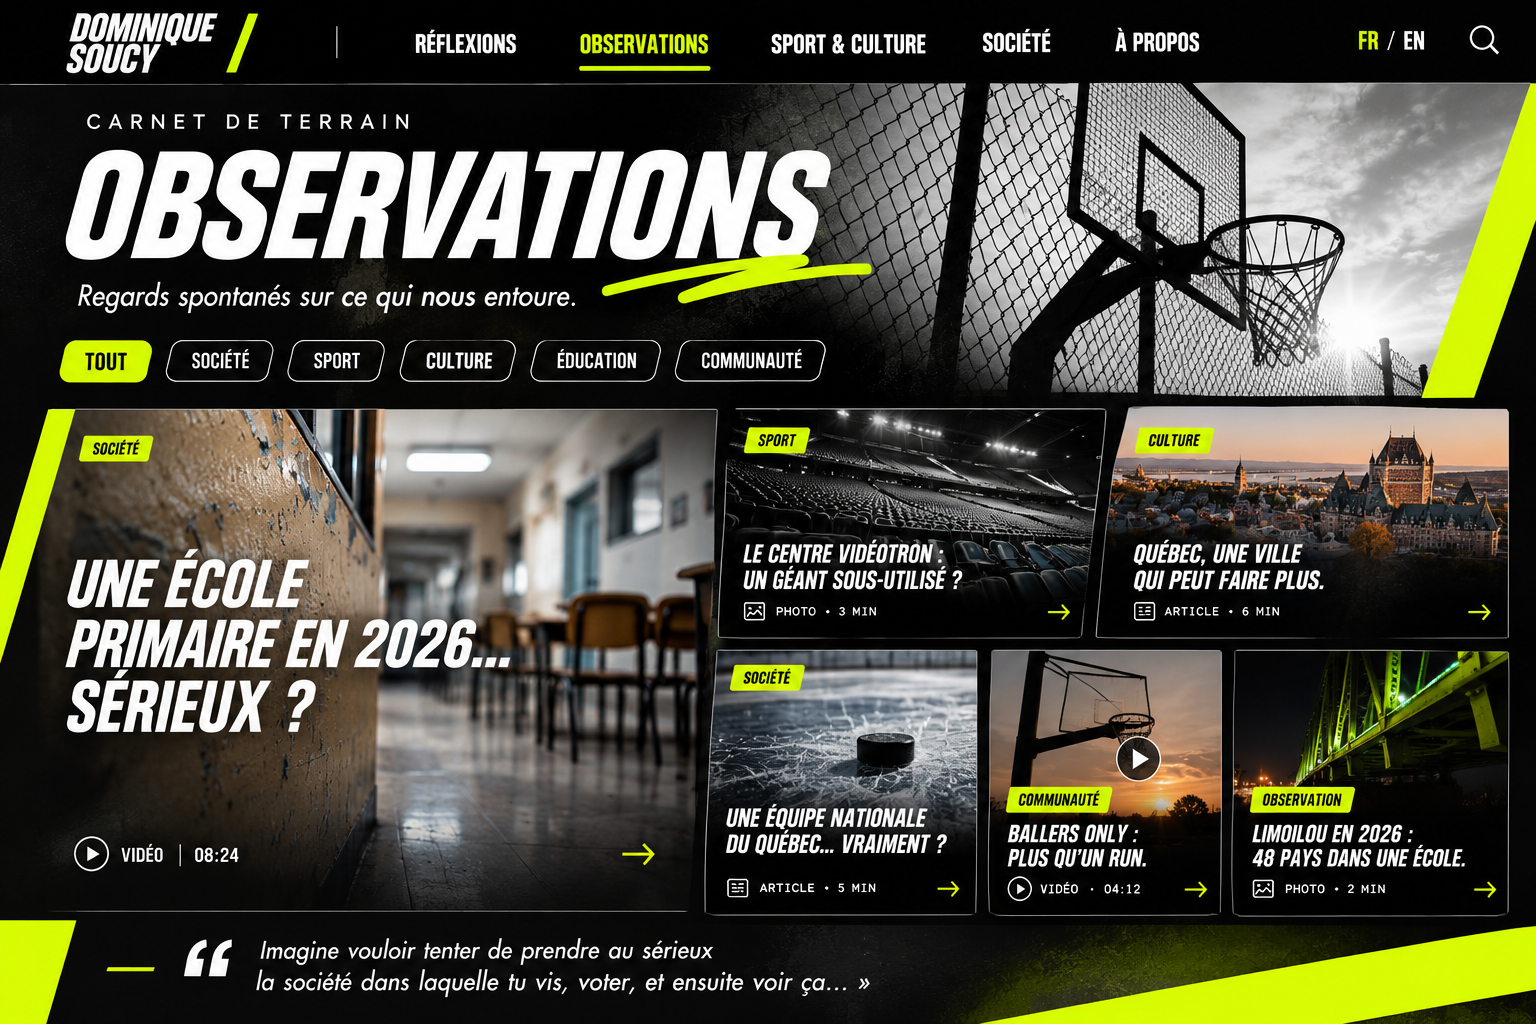 DOMINIQUE
SOUCY
RÉFLEXIONS
OBSERVATIONS
SPORT & CULTURE
SOCIÉTÉ
À PROPOS
FR / EN
CARNET DE TERRAIN
OBSERVATIONS
Regards spontanés sur ce qui nous entoure.
TOUT
SOCIÉTÉ
SPORT
CULTURE
ÉDUCATION
COMMUNAUTÉ
SOCIÉTÉ
UNE ÉCOLE
PRIMAIRE EN 2026...
SÉRIEUX ?
VIDÉO | 08:24
SPORT
LE CENTRE VIDÉOTRON :
UN GÉANT SOUS-UTILISÉ ?
PHOTO • 3 MIN
CULTURE
QUÉBEC, UNE VILLE
QUI PEUT FAIRE PLUS.
ARTICLE • 6 MIN
SOCIÉTÉ
UNE ÉQUIPE NATIONALE
DU QUÉBEC... VRAIMENT ?
ARTICLE • 5 MIN
COMMUNAUTÉ
BALLERS ONLY :
PLUS QU'UN RUN.
VIDÉO · 04:12
OBSERVATION
LIMOILOU EN 2026 :
48 PAYS DANS UNE ÉCOLE.
PHOTO • 2 MIN
“ Imagine vouloir tenter de prendre au sérieux
la société dans laquelle tu vis, voter, et ensuite voir ça... »